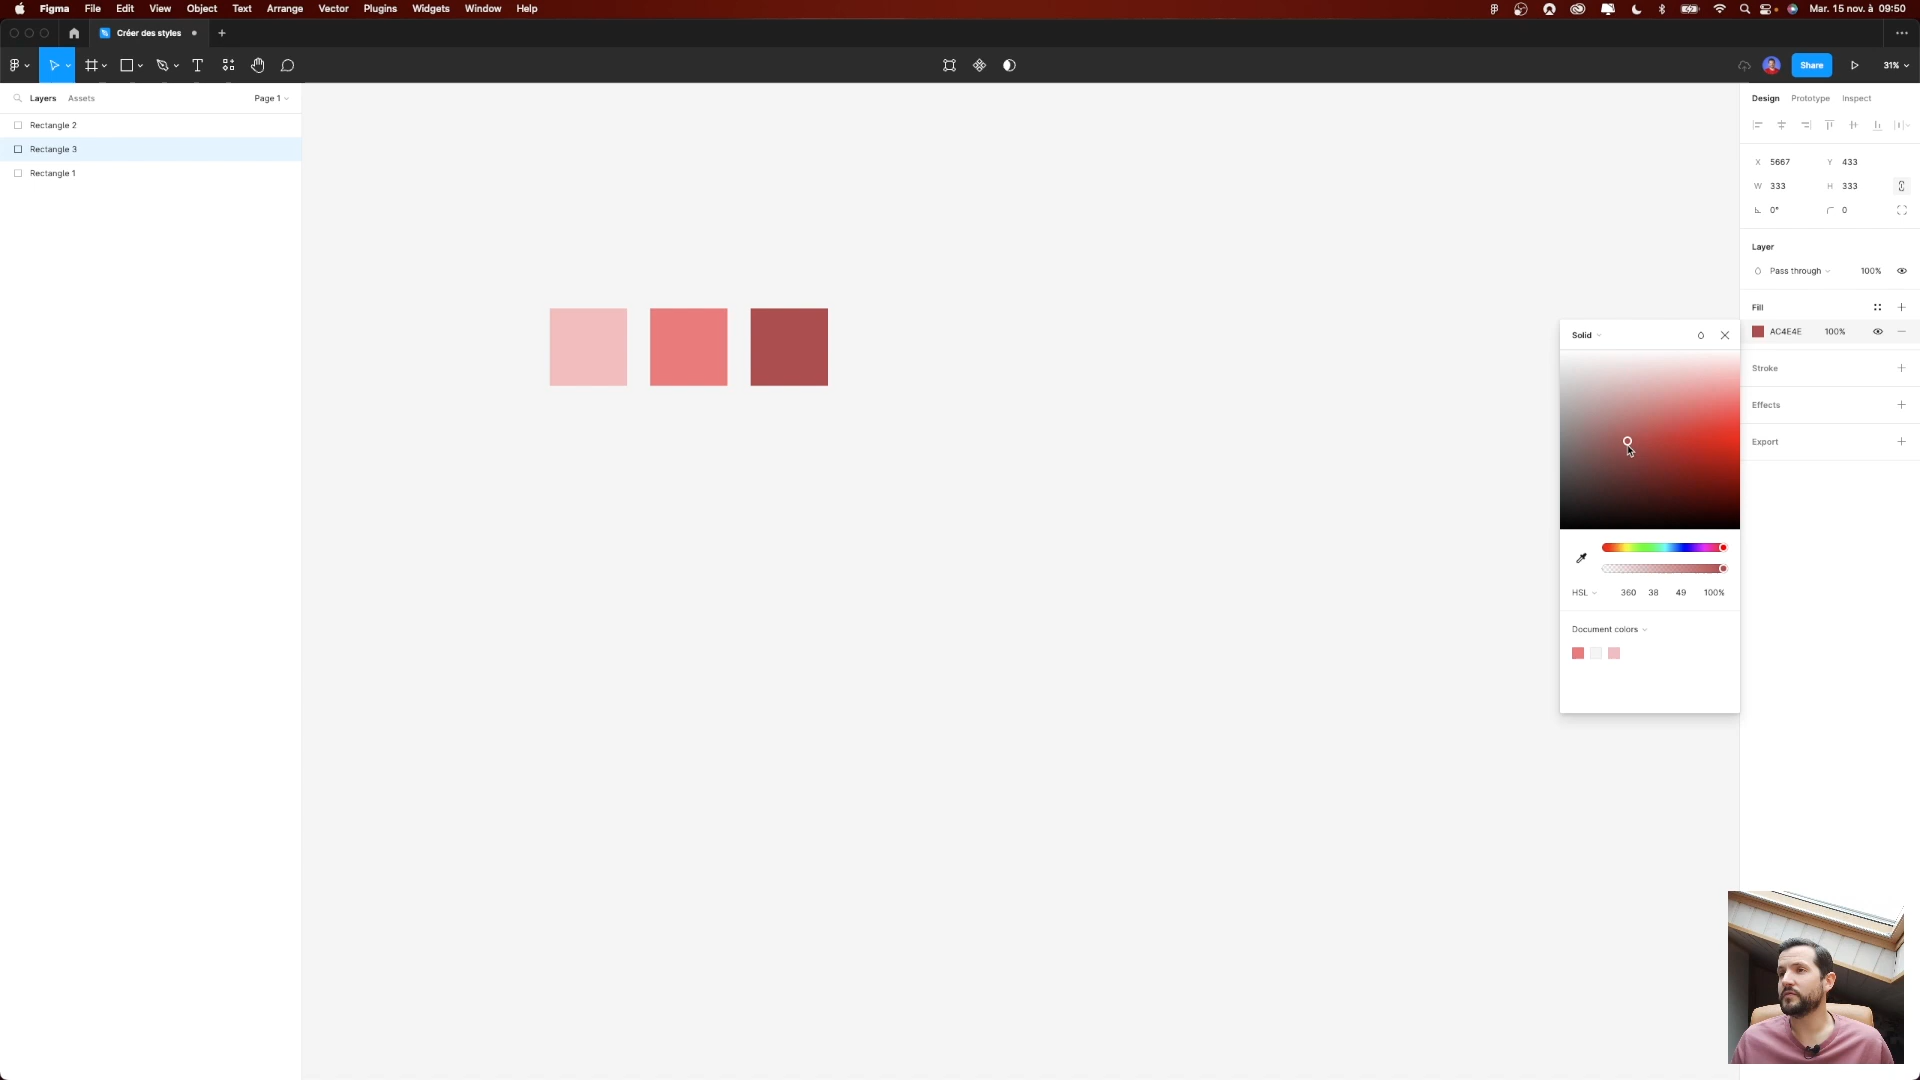 Figma File Edit View Object Text Arrange Vector Plugins Widgets Window Help Mar. 15 nov. à 09:50
Créer des styles
Share 31%
Layers Assets Page 1
Rectangle 2
Rectangle 3
Rectangle 1
Design Prototype Inspect
X 5667 Y 433
W 333 H 333
0° 0
Layer
Pass through 100%
Fill
AC4E4E 100%
Stroke
Effects
Export
Solid
HSL 360 38 49 100%
Document colors